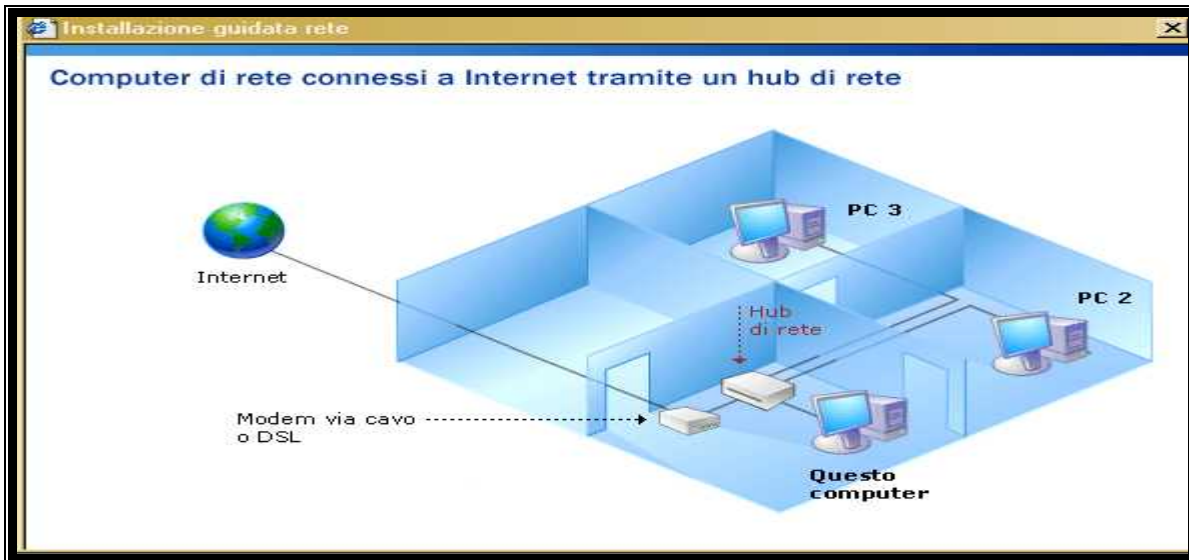 Installazione guidata rete
Computer di rete connessi a Internet tramite un hub di rete
PC 3
Internet
PC 2
Hub
di rete
Modem via cavo
o DSL
Questo
computer